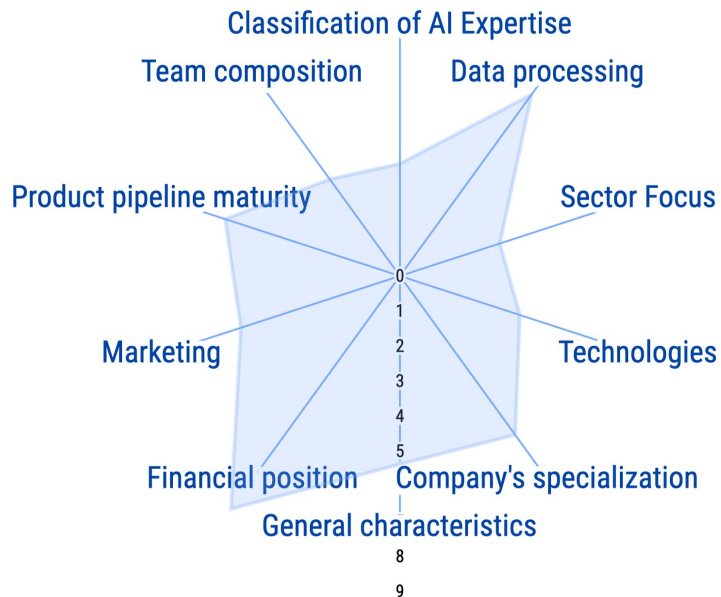 Classification of AI Expertise
Team composition
Data processing
Product pipeline maturity
Sector Focus
0
1
2
Marketing
Technologies
3
4
5
Financial position
Company's specialization
General characteristics
8
9